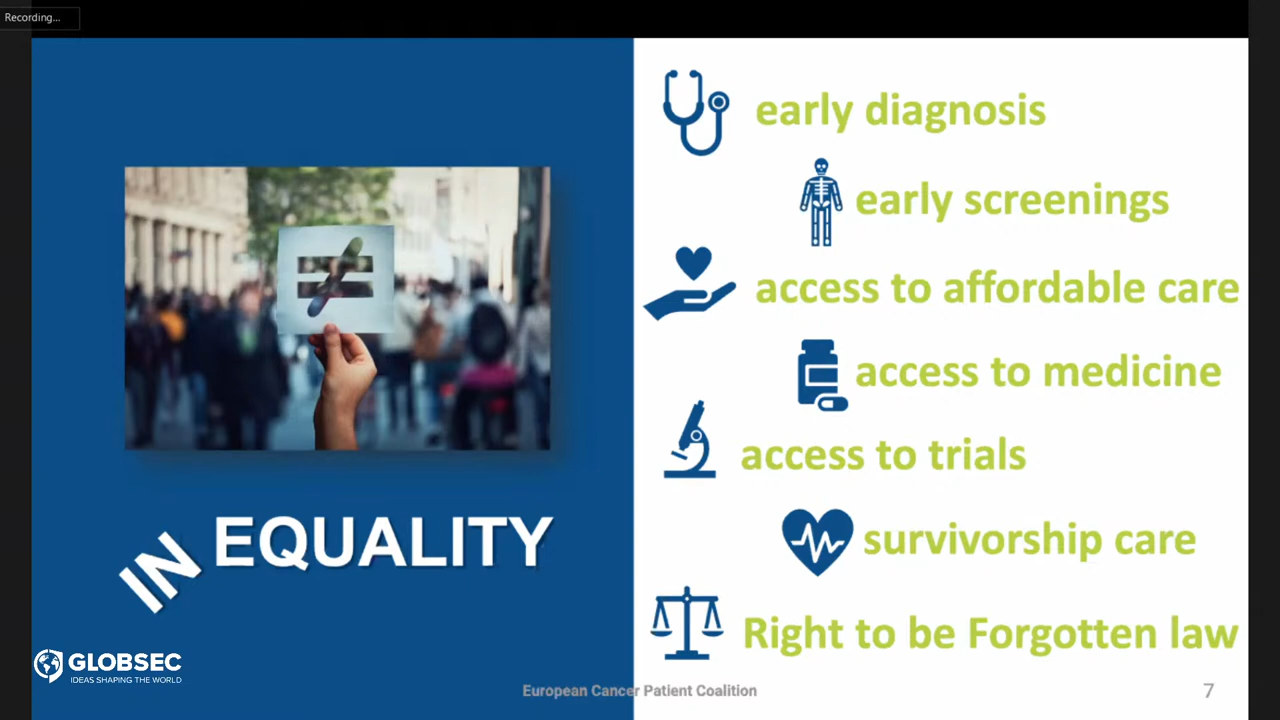 Recording...
early diagnosis
early screenings
access to affordable care
access to medicine
access to trials
survivorship care
Right to be Forgotten law
IN EQUALITY
GLOBSEC
IDEAS SHAPING THE WORLD
European Cancer Patient Coalition
7